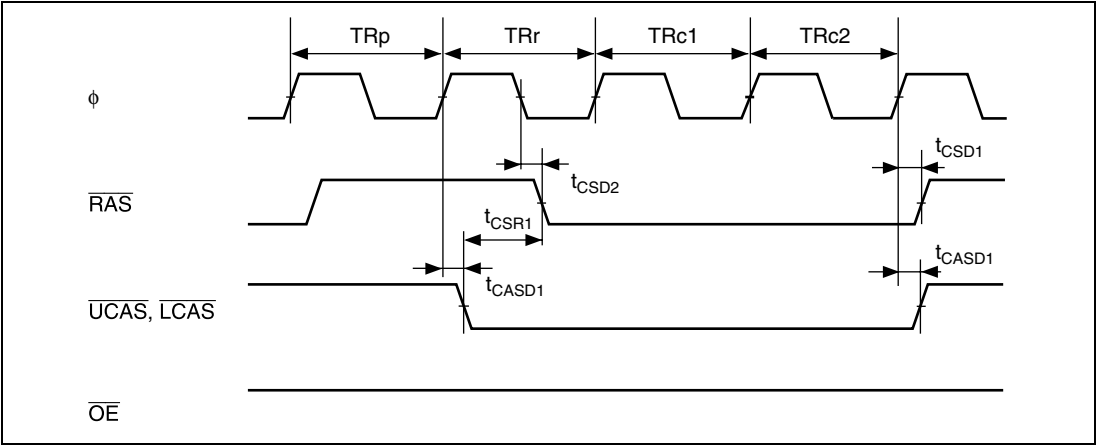 TRp TRr TRc1 TRc2
ϕ
tCSD1
tCSD2
RAS
tCSR1
tCASD1
tCASD1
UCAS, LCAS
OE